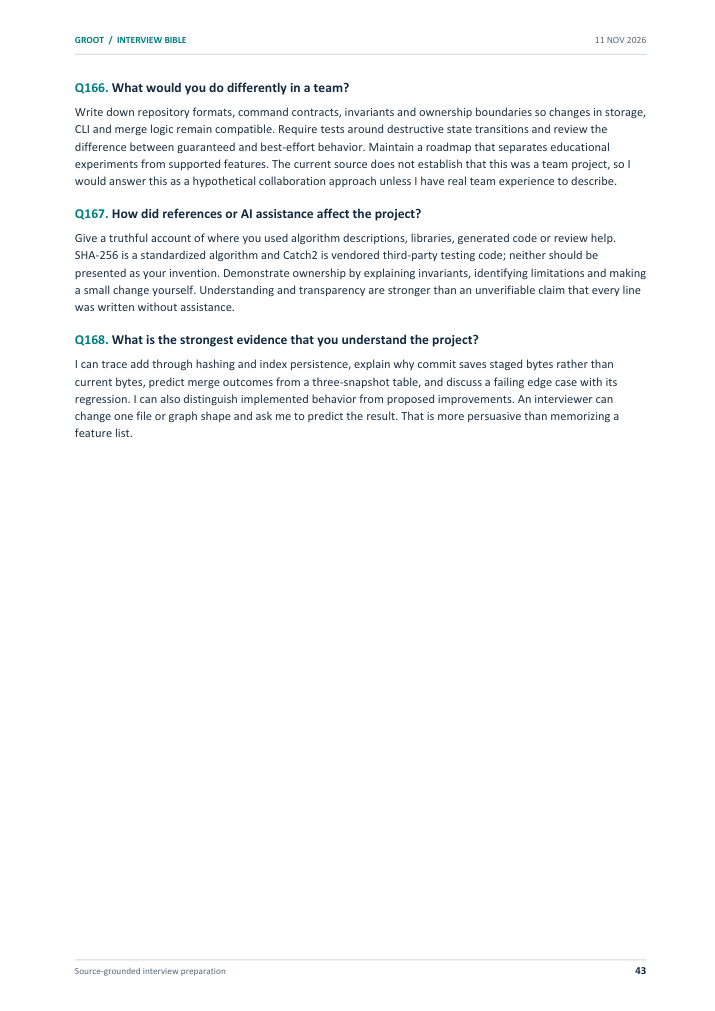 GROOT / INTERVIEW BIBLE
11 NOV 2026
Q166. What would you do differently in a team?
Write down repository formats, command contracts, invariants and ownership boundaries so changes in storage,
CLI and merge logic remain compatible. Require tests around destructive state transitions and review the
difference between guaranteed and best-effort behavior. Maintain a roadmap that separates educational
experiments from supported features. The current source does not establish that this was a team project, so I
would answer this as a hypothetical collaboration approach unless I have real team experience to describe.
Q167. How did references or AI assistance affect the project?
Give a truthful account of where you used algorithm descriptions, libraries, generated code or review help.
SHA-256 is a standardized algorithm and Catch2 is vendored third-party testing code; neither should be
presented as your invention. Demonstrate ownership by explaining invariants, identifying limitations and making
a small change yourself. Understanding and transparency are stronger than an unverifiable claim that every line
was written without assistance.
Q168. What is the strongest evidence that you understand the project?
I can trace add through hashing and index persistence, explain why commit saves staged bytes rather than
current bytes, predict merge outcomes from a three-snapshot table, and discuss a failing edge case with its
regression. I can also distinguish implemented behavior from proposed improvements. An interviewer can
change one file or graph shape and ask me to predict the result. That is more persuasive than memorizing a
feature list.
Source-grounded interview preparation
43